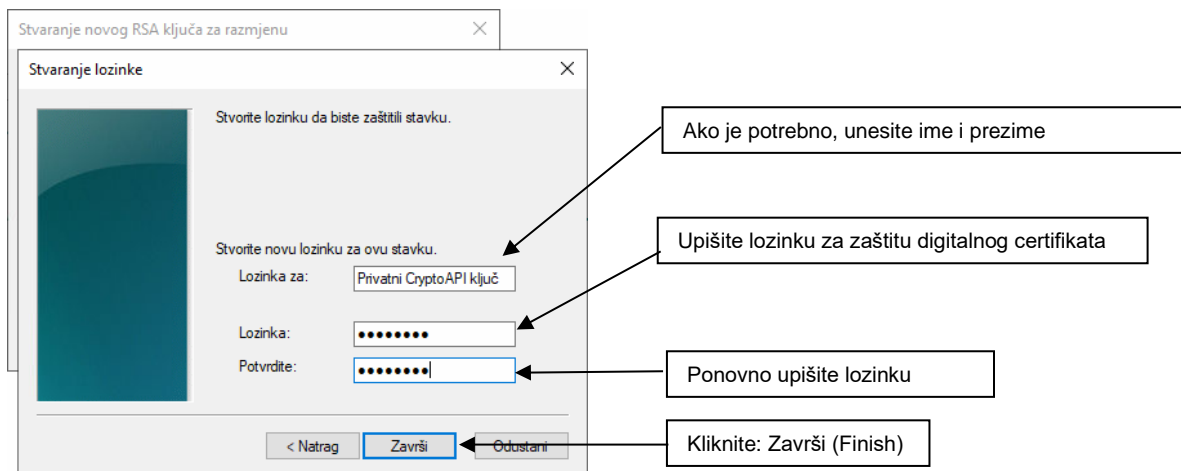 Stvaranje novog RSA ključa za razmjenu
Stvaranje lozinke
Stvorite lozinku da biste zaštitili stavku.
Ako je potrebno, unesite ime i prezime
Stvorite novu lozinku za ovu stavku.
Upišite lozinku za zaštitu digitalnog certifikata
Lozinka za: Privatni CryptoAPI ključ
Lozinka: ●●●●●●●●
Potvrdite: ●●●●●●●●
Ponovno upišite lozinku
< Natrag Završi Odustani
Kliknite: Završi (Finish)